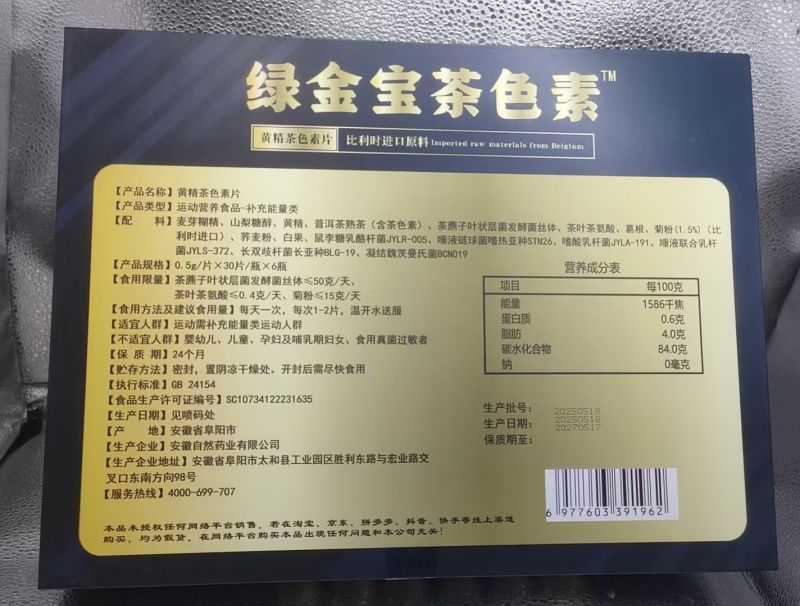 绿金宝茶色素™
黄精茶色素片 比利时进口原料 Imported raw materials from Belgium
【产品名称】黄精茶色素片
【产品类型】运动营养食品-补充能量类
【配 料】麦芽糊精、山梨糖醇、黄精、普洱茶熟茶（含茶色素）、茶藨子叶状层菌发酵菌丝体、茶叶茶氨酸、葛根、菊粉(1.5%)（比
利时进口）、荞麦粉、白果、鼠李糖乳酪杆菌JYLR-005、唾液链球菌嗜热亚种STN26、嗜酸乳杆菌JYLA-191、唾液联合乳杆
菌JYLS-372、长双歧杆菌长亚种BLG-19、凝结魏茨曼氏菌BCN019
【产品规格】0.5g/片×30片/瓶×6瓶
【食用限量】茶藨子叶状层菌发酵菌丝体≤50克/天、
茶叶茶氨酸≤0.4克/天、菊粉≤15克/天
【食用方法及建议食用量】每天一次，每次1-2片，温开水送服
【适宜人群】运动需补充能量类运动人群
【不适宜人群】婴幼儿、儿童、孕妇及哺乳期妇女、食用真菌过敏者
【保 质 期】24个月
【贮存方法】密封，置阴凉干燥处。开封后需尽快食用
【执行标准】GB 24154
【食品生产许可证编号】SC10734122231635
【生产日期】见喷码处
【产 地】安徽省阜阳市
【生产企业】安徽自然药业有限公司
【生产企业地址】安徽省阜阳市太和县工业园区胜利东路与宏业路交
叉口东南方向98号
【服务热线】4000-699-707
营养成分表
项目 每100克
能量 1586千焦
蛋白质 0.6克
脂肪 4.0克
碳水化合物 84.0克
钠 0毫克
生产批号：20250518
生产日期：20250518
保质期至：20270517
6 977603 391962
本品未授权任何网络平台销售。若在淘宝、京东、拼多多、抖音、快手等线上渠道
购买，均为假货。在网络平台购买本品出现任何问题和本公司无关！